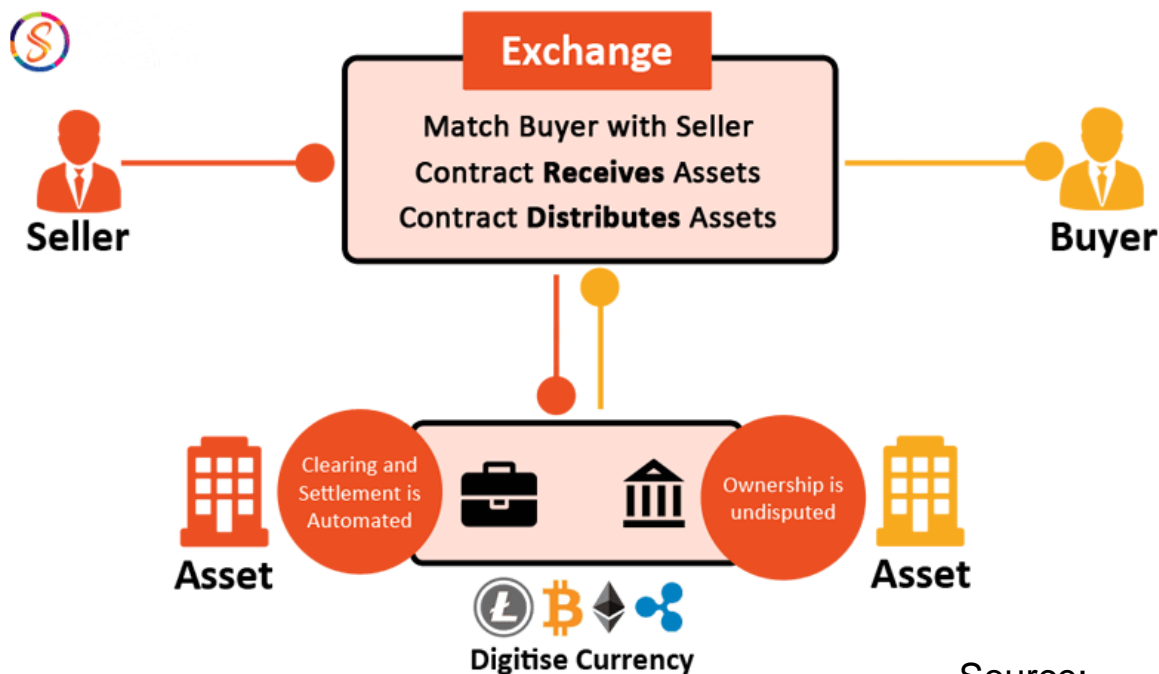 Exchange
Match Buyer with Seller
Contract Receives Assets
Contract Distributes Assets
Seller
Buyer
Clearing and
Settlement is
Automated
Ownership is
undisputed
Asset
Asset
Digitise Currency
Source: